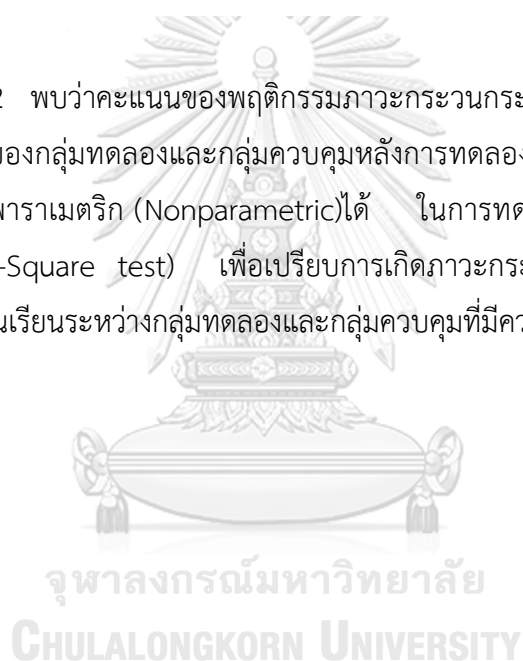 2 พบว่าคะแนนของพฤติกรรมภาวะกระวนกระ
ของกลุ่มทดลองและกลุ่มควบคุมหลังการทดลอง
พาราเมตริก (Nonparametric)ได้ ในการทด
-Square test) เพื่อเปรียบการเกิดภาวะกระ
นเรียนระหว่างกลุ่มทดลองและกลุ่มควบคุมที่มีคว
จุฬาลงกรณ์มหาวิทยาลัย
CHULALONGKORN UNIVERSITY